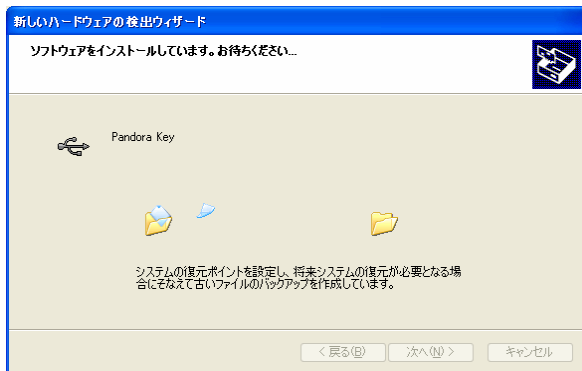 新しいハードウェアの検出ウィザード
ソフトウェアをインストールしています。お待ちください...
Pandora Key
システムの復元ポイントを設定し、将来システムの復元が必要となる場
合にそなえて古いファイルのバックアップを作成しています。
< 戻る(B) 次へ(N) > キャンセル